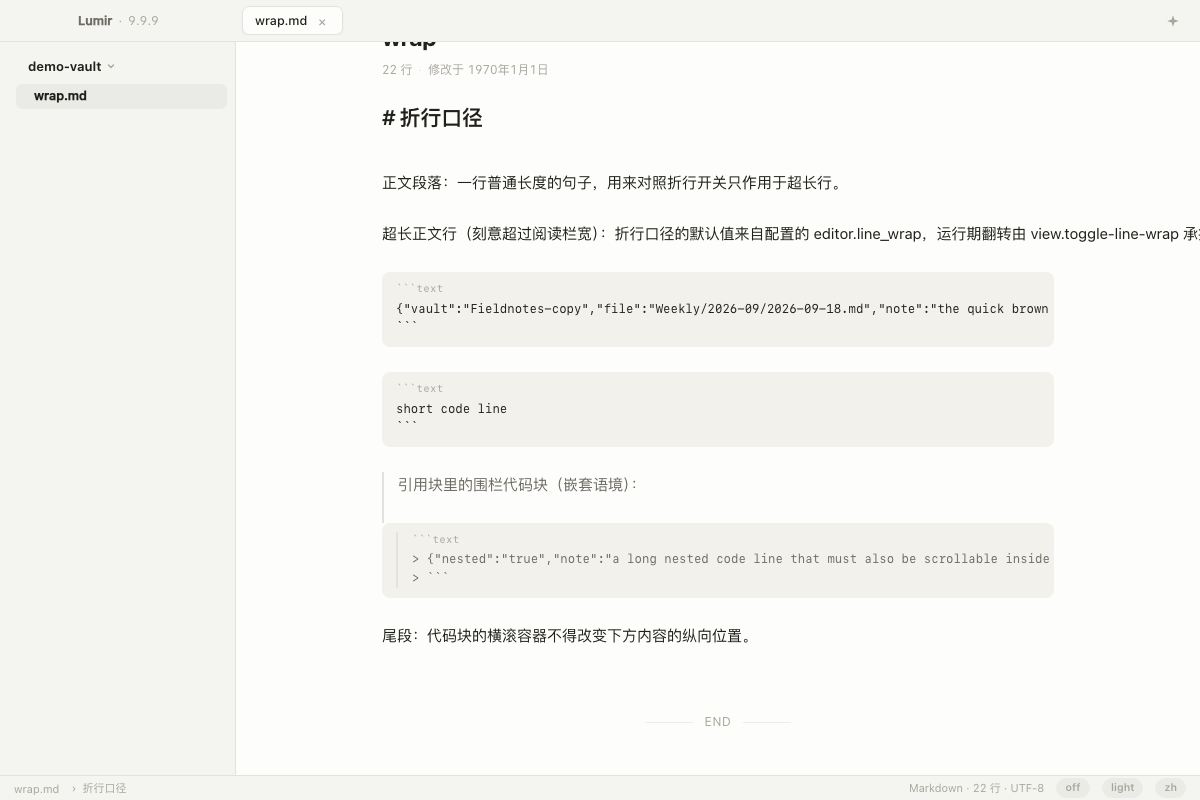 Lumir · 9.9.9
wrap.md ×
demo-vault
wrap.md
wrap
22 行 · 修改于 1970年1月1日
# 折行口径
正文段落：一行普通长度的句子，用来对照折行开关只作用于超长行。
超长正文行（刻意超过阅读栏宽）：折行口径的默认值来自配置的 editor.line_wrap，运行期翻转由 view.toggle-line-wrap 承
```text
{"vault":"Fieldnotes-copy","file":"Weekly/2026-09/2026-09-18.md","note":"the quick brown
```
```text
short code line
```
引用块里的围栏代码块（嵌套语境）：
```text
> {"nested":"true","note":"a long nested code line that must also be scrollable inside
> ```
尾段：代码块的横滚容器不得改变下方内容的纵向位置。
END
wrap.md › 折行口径
Markdown · 22 行 · UTF-8 off light zh